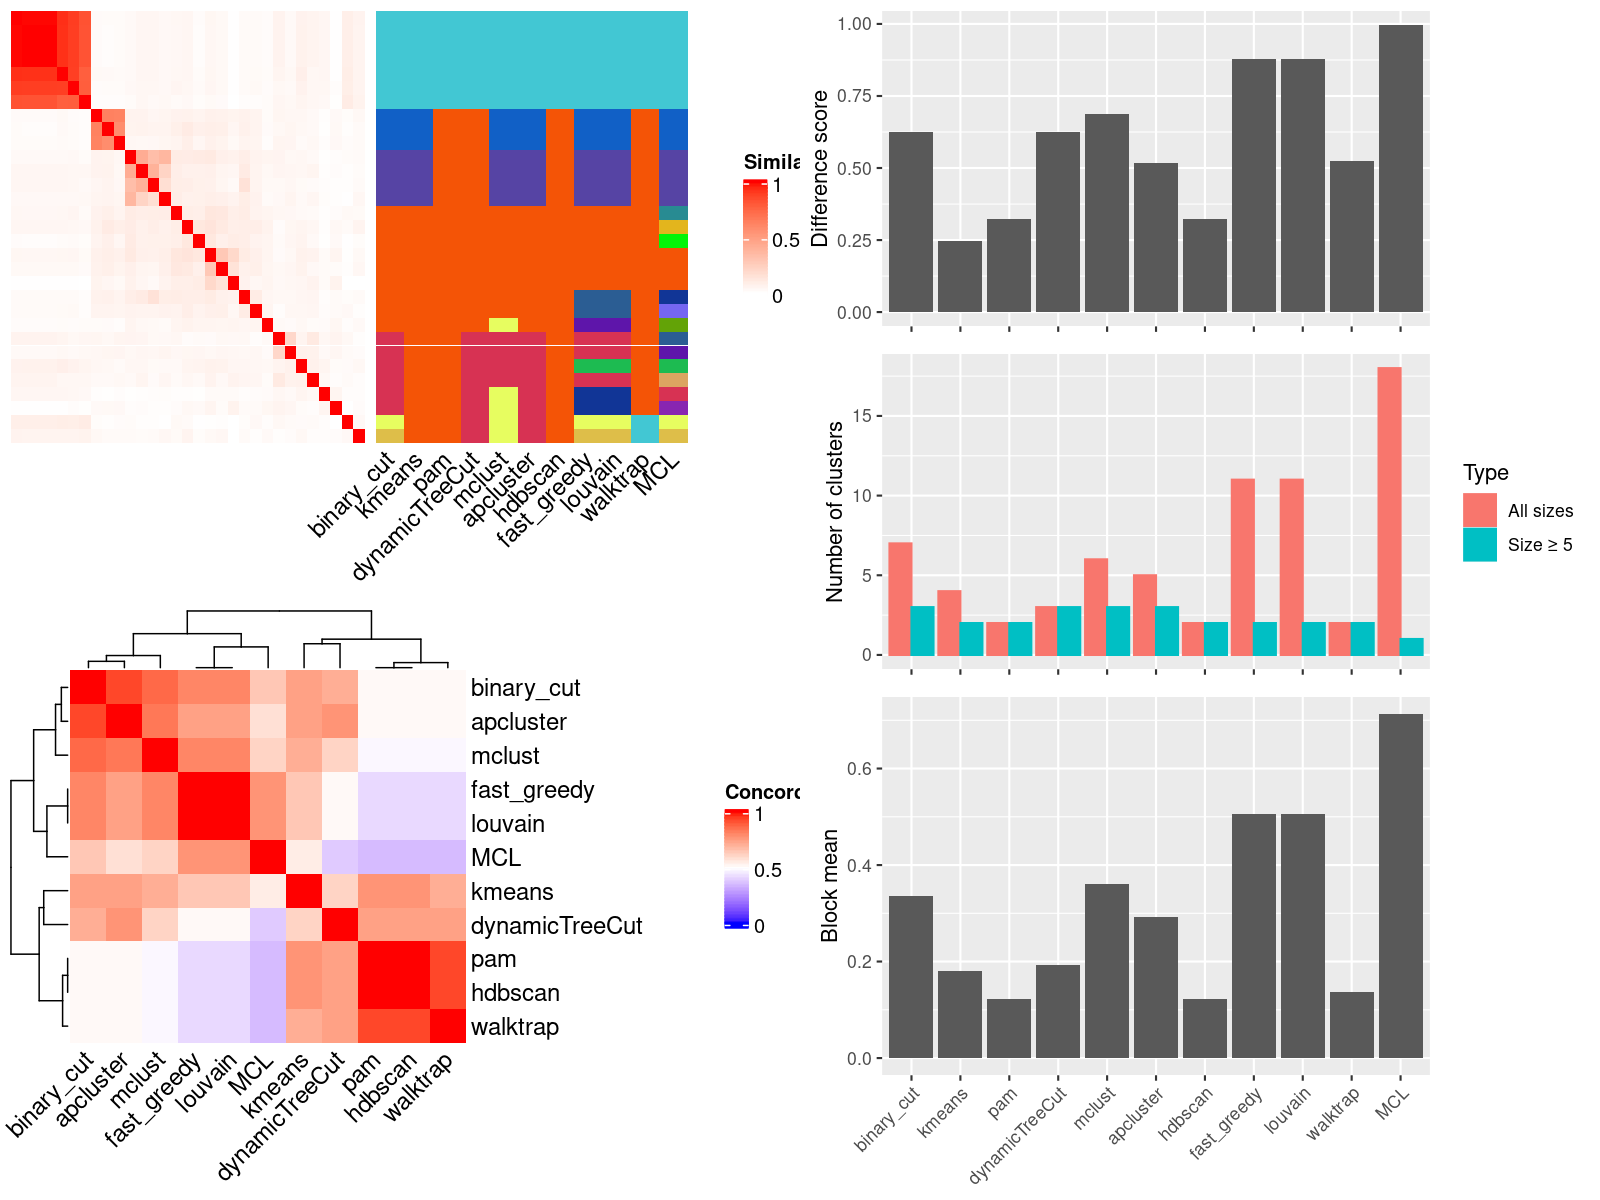 Simila
1
0.5
0
binary_cut
kmeans
pam
dynamicTreeCut
mclust
apcluster
hdbscan
fast_greedy
louvain
walktrap
MCL
binary_cut
apcluster
mclust
fast_greedy
louvain
MCL
kmeans
dynamicTreeCut
pam
hdbscan
walktrap
binary_cut
apcluster
mclust
fast_greedy
louvain
MCL
kmeans
dynamicTreeCut
pam
hdbscan
walktrap
Concord
1
0.5
0
Difference score
1.00
0.75
0.50
0.25
0.00
Number of clusters
15
10
5
0
Type
All sizes
Size ≥ 5
Block mean
0.6
0.4
0.2
0.0
binary_cut
kmeans
pam
dynamicTreeCut
mclust
apcluster
hdbscan
fast_greedy
louvain
walktrap
MCL